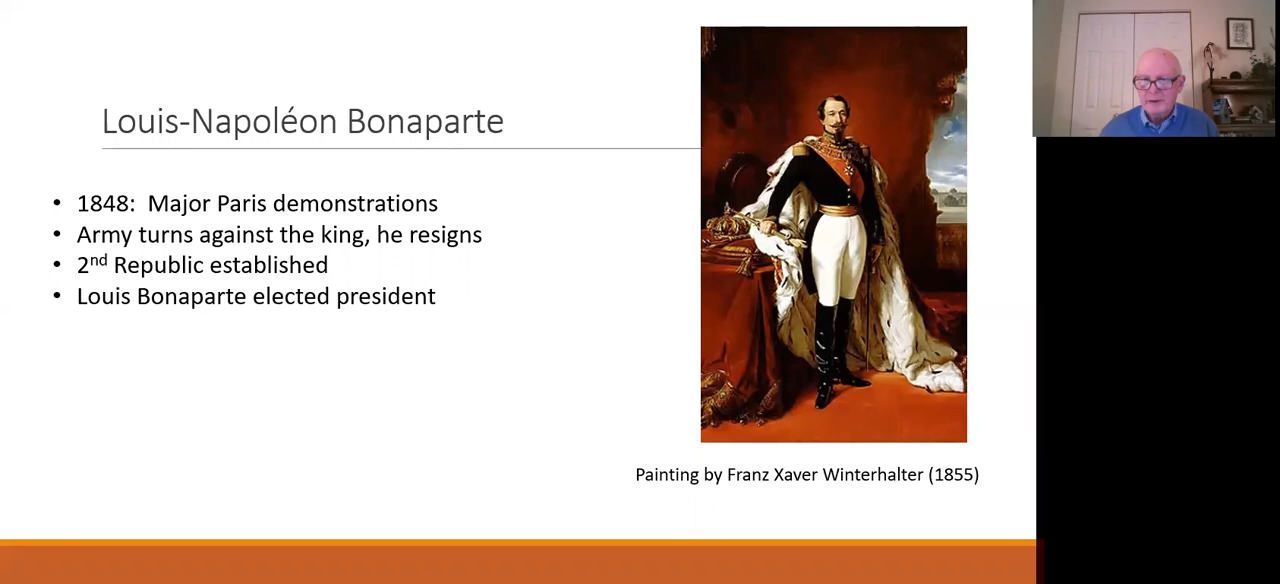 Louis-Napoléon Bonaparte
• 1848:  Major Paris demonstrations
• Army turns against the king, he resigns
• 2nd Republic established
• Louis Bonaparte elected president
Painting by Franz Xaver Winterhalter (1855)